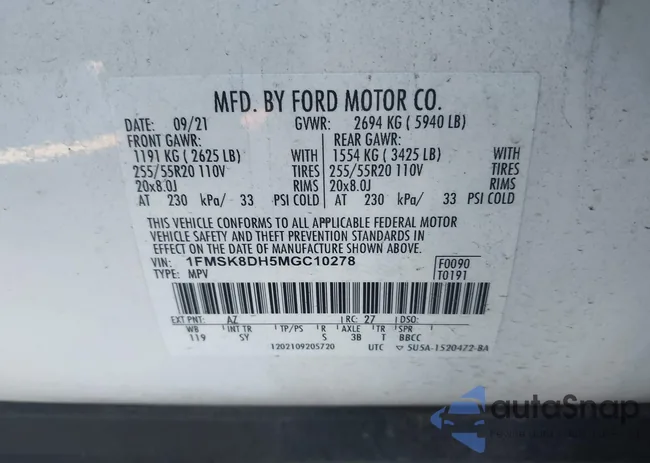 MFD. BY FORD MOTOR CO.
DATE: 09/21 GVWR: 2694 KG ( 5940 LB)
FRONT GAWR: REAR GAWR:
1191 KG ( 2625 LB) WITH 1554 KG ( 3425 LB) WITH
255/55R20 110V TIRES 255/55R20 110V TIRES
20x8.0J RIMS 20x8.0J RIMS
AT 230 kPa/ 33 PSI COLD AT 230 kPa/ 33 PSI COLD
THIS VEHICLE CONFORMS TO ALL APPLICABLE FEDERAL MOTOR
VEHICLE SAFETY AND THEFT PREVENTION STANDARDS IN
EFFECT ON THE DATE OF MANUFACTURE SHOWN ABOVE.
VIN: 1FMSK8DH5MGC10278 F0090
TYPE: MPV T0191
EXT PNT: AZ RC: 27 DSO:
WB INT TR TP/PS R AXLE TR SPR
119 SY S 3B T BBCC
1202109205720 UTC 5U5A-1520472-BA
autoSnap